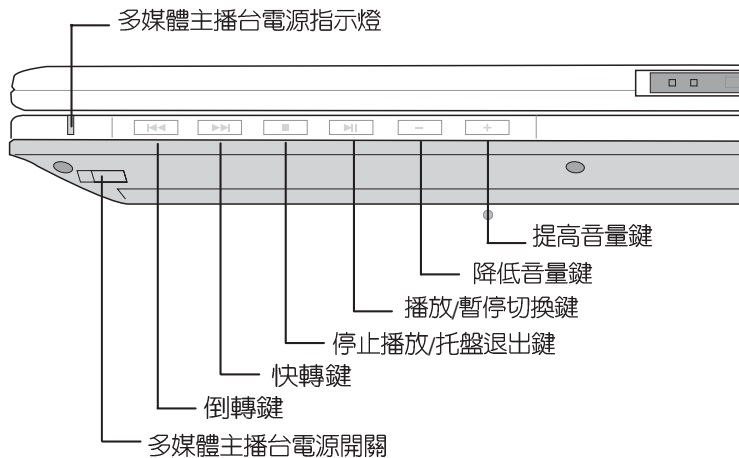 多媒體主播台電源指示燈
提高音量鍵
降低音量鍵
播放/暫停切換鍵
停止播放/托盤退出鍵
快轉鍵
倒轉鍵
多媒體主播台電源開關